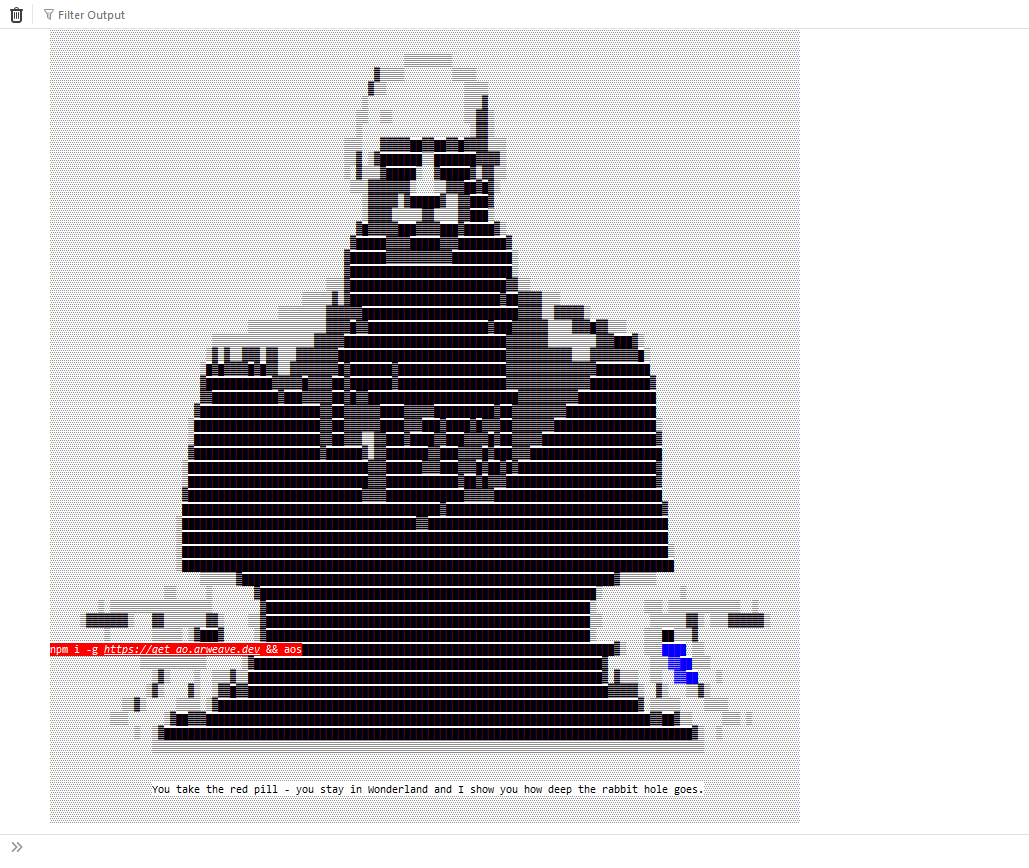 Filter Output
npm i -g https://get_ao.arweave.dev && aos
You take the red pill - you stay in Wonderland and I show you how deep the rabbit hole goes.